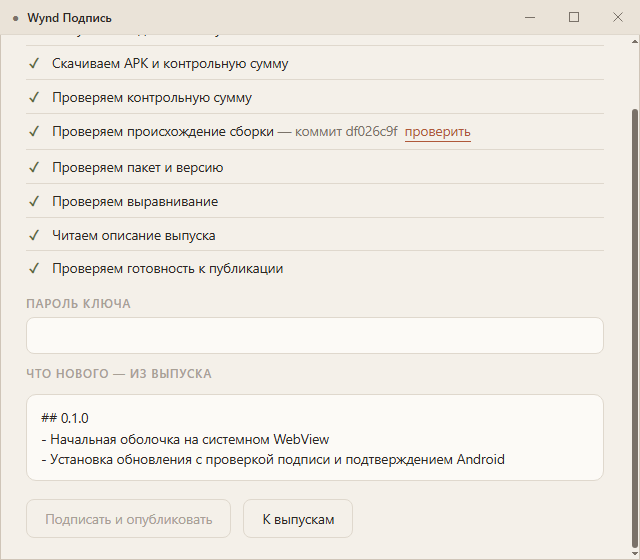 Wynd Подпись
Скачиваем APK и контрольную сумму
Проверяем контрольную сумму
Проверяем происхождение сборки — коммит df026c9f проверить
Проверяем пакет и версию
Проверяем выравнивание
Читаем описание выпуска
Проверяем готовность к публикации
ПАРОЛЬ КЛЮЧА
ЧТО НОВОГО — ИЗ ВЫПУСКА
## 0.1.0
- Начальная оболочка на системном WebView
- Установка обновления с проверкой подписи и подтверждением Android
Подписать и опубликовать К выпускам